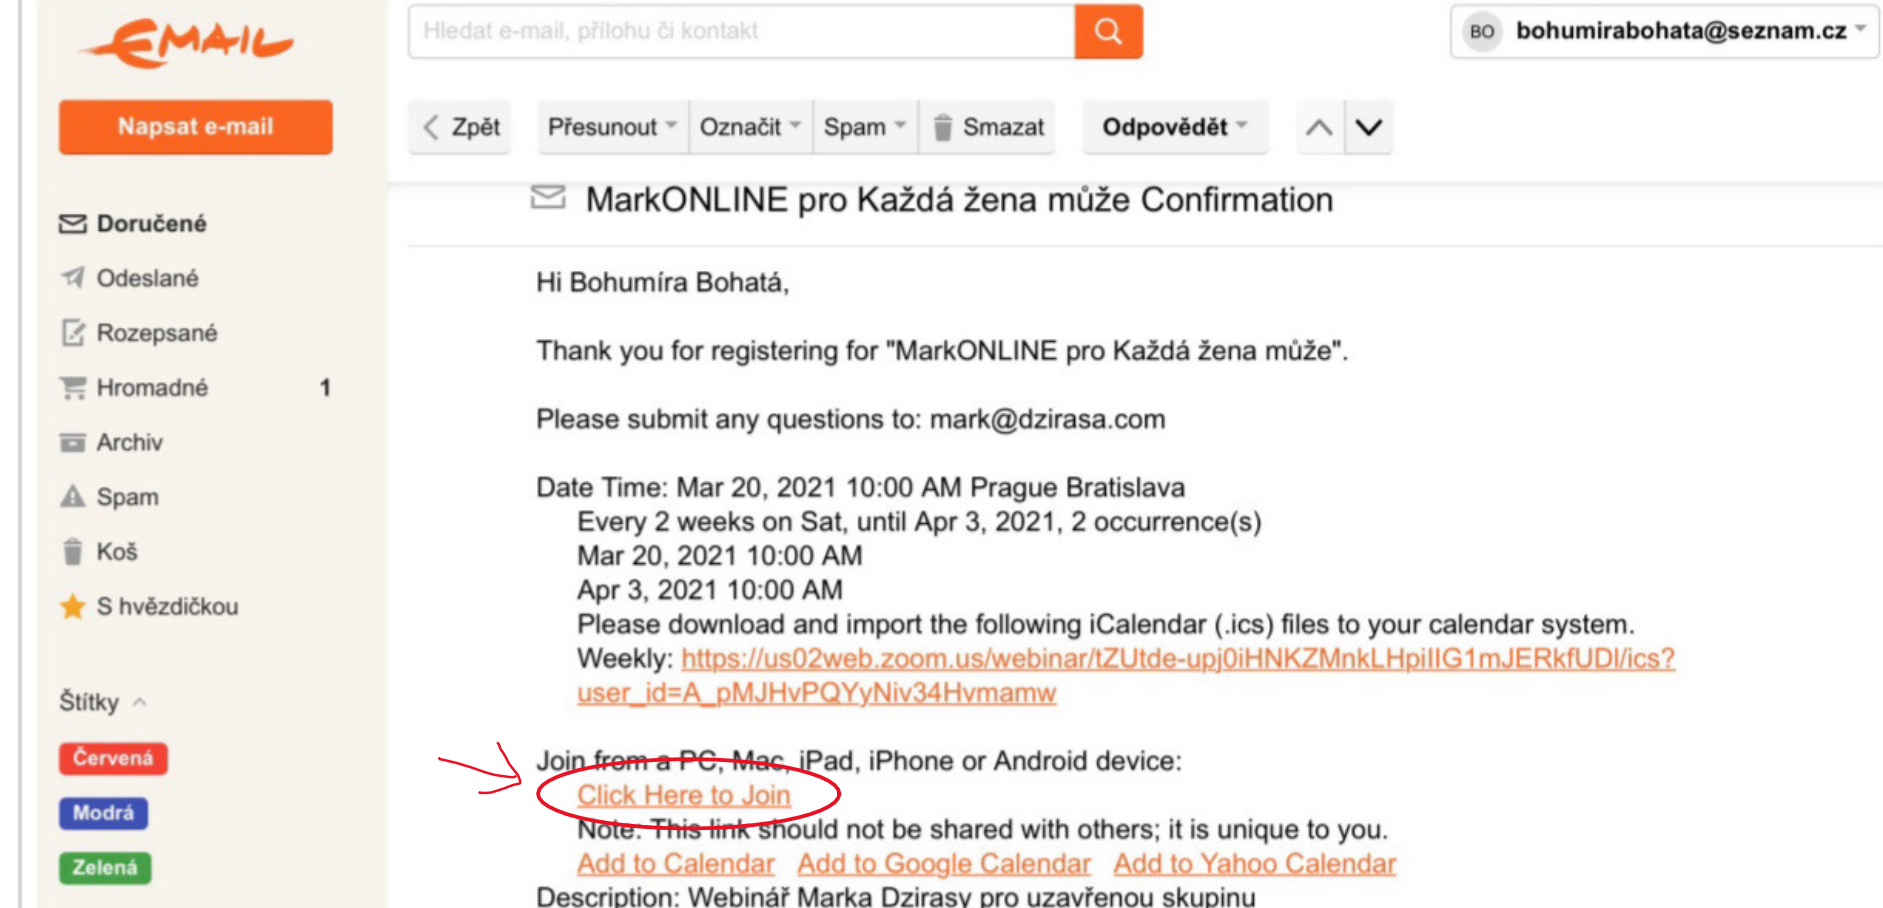 EMAIL
Hledat e-mail, přílohu či kontakt
BO bohumirabohata@seznam.cz
Napsat e-mail
Zpět Přesunout Označit Spam Smazat Odpovědět
MarkONLINE pro Každá žena může Confirmation
Doručené
Odeslané
Rozepsané
Hromadné 1
Archiv
Spam
Koš
S hvězdičkou
Štítky
Červená
Modrá
Zelená
Hi Bohumíra Bohatá,
Thank you for registering for "MarkONLINE pro Každá žena může".
Please submit any questions to: mark@dzirasa.com
Date Time: Mar 20, 2021 10:00 AM Prague Bratislava
Every 2 weeks on Sat, until Apr 3, 2021, 2 occurrence(s)
Mar 20, 2021 10:00 AM
Apr 3, 2021 10:00 AM
Please download and import the following iCalendar (.ics) files to your calendar system.
Weekly: https://us02web.zoom.us/webinar/tZUtde-upj0iHNKZMnkLHpiIIG1mJERkfUDl/ics?
user_id=A_pMJHvPQYyNiv34Hvmamw
Join from a PC, Mac, iPad, iPhone or Android device:
Click Here to Join
Note: This link should not be shared with others; it is unique to you.
Add to Calendar Add to Google Calendar Add to Yahoo Calendar
Description: Webinář Marka Dzirasy pro uzavřenou skupinu